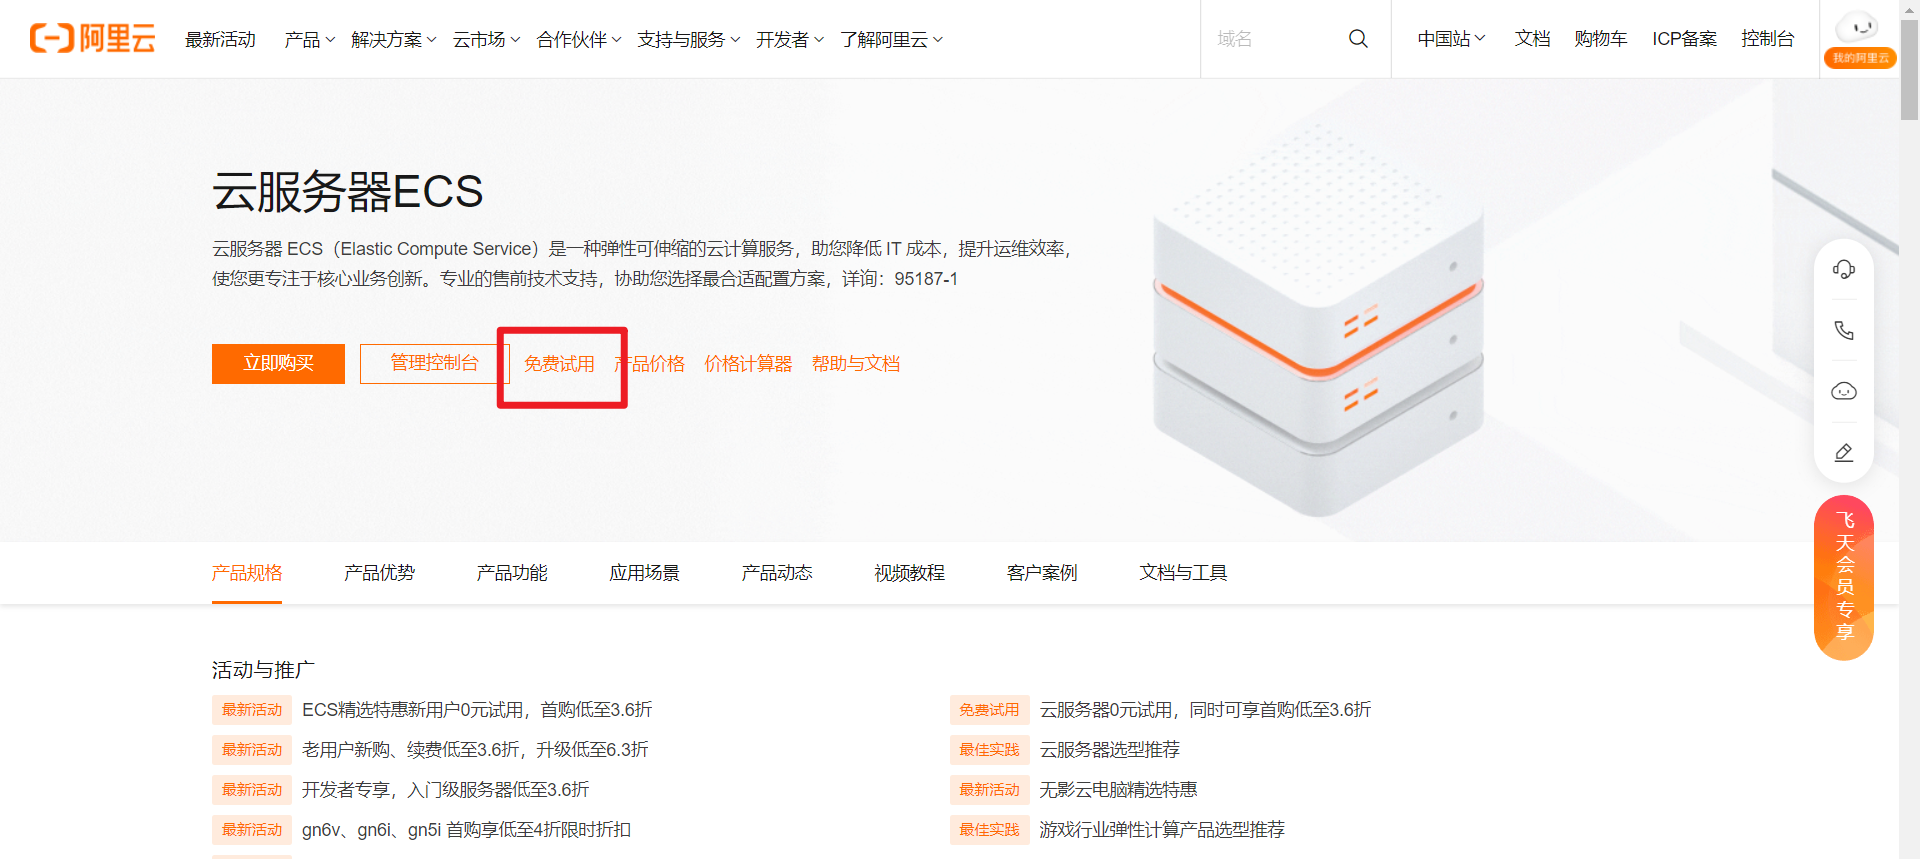 阿里云
最新活动 产品 解决方案 云市场 合作伙伴 支持与服务 开发者 了解阿里云
域名
中国站 文档 购物车 ICP备案 控制台
我的阿里云
云服务器ECS
云服务器 ECS（Elastic Compute Service）是一种弹性可伸缩的云计算服务，助您降低 IT 成本，提升运维效率，
使您更专注于核心业务创新。专业的售前技术支持，协助您选择最合适配置方案，详询：95187-1
立即购买 管理控制台 免费试用 产品价格 价格计算器 帮助与文档
飞天会员专享
产品规格 产品优势 产品功能 应用场景 产品动态 视频教程 客户案例 文档与工具
活动与推广
最新活动 ECS精选特惠新用户0元试用，首购低至3.6折
免费试用 云服务器0元试用，同时可享首购低至3.6折
最新活动 老用户新购、续费低至3.6折，升级低至6.3折
最佳实践 云服务器选型推荐
最新活动 开发者专享，入门级服务器低至3.6折
最新活动 无影云电脑精选特惠
最新活动 gn6v、gn6i、gn5i 首购享低至4折限时折扣
最佳实践 游戏行业弹性计算产品选型推荐